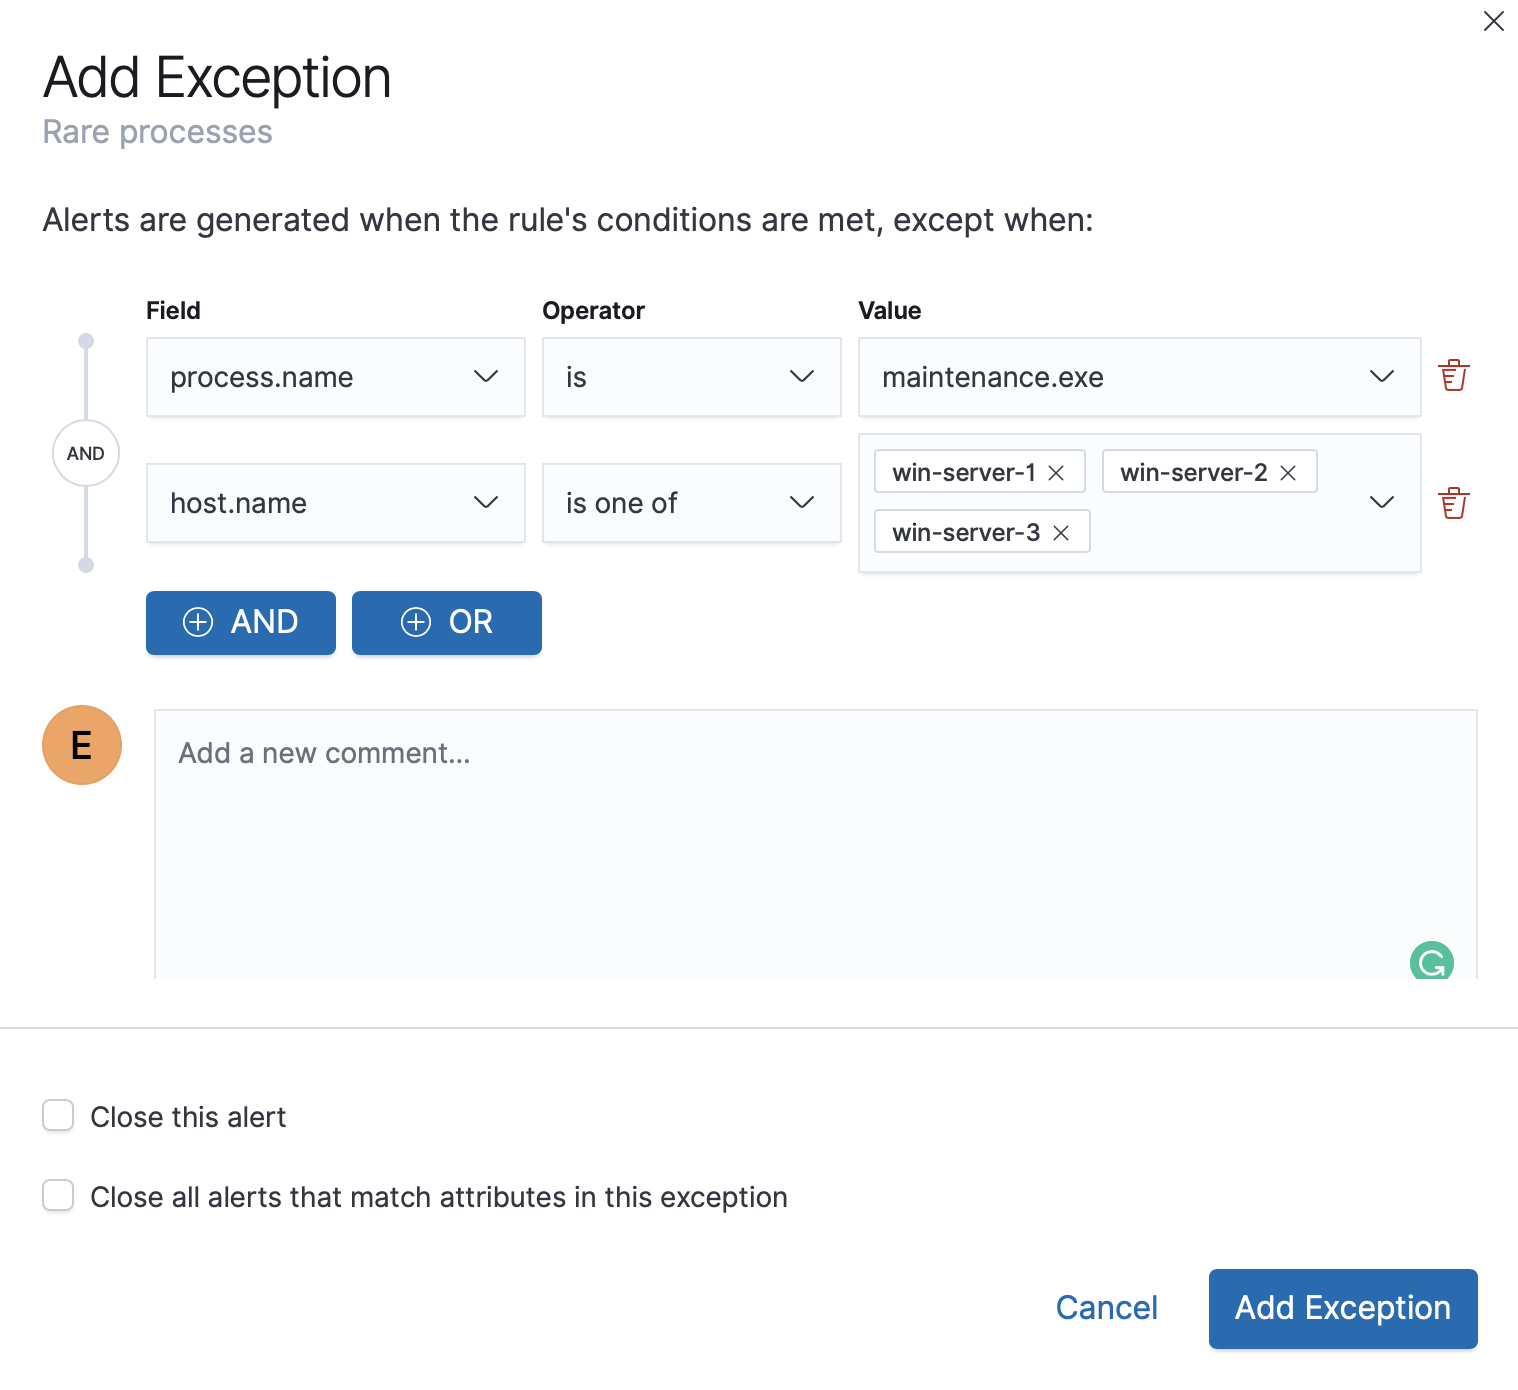 Add Exception
Rare processes
Alerts are generated when the rule's conditions are met, except when:
Field Operator Value
process.name is maintenance.exe
AND
host.name is one of win-server-1 win-server-2
win-server-3
AND OR
E
Add a new comment...
G
Close this alert
Close all alerts that match attributes in this exception
Cancel Add Exception